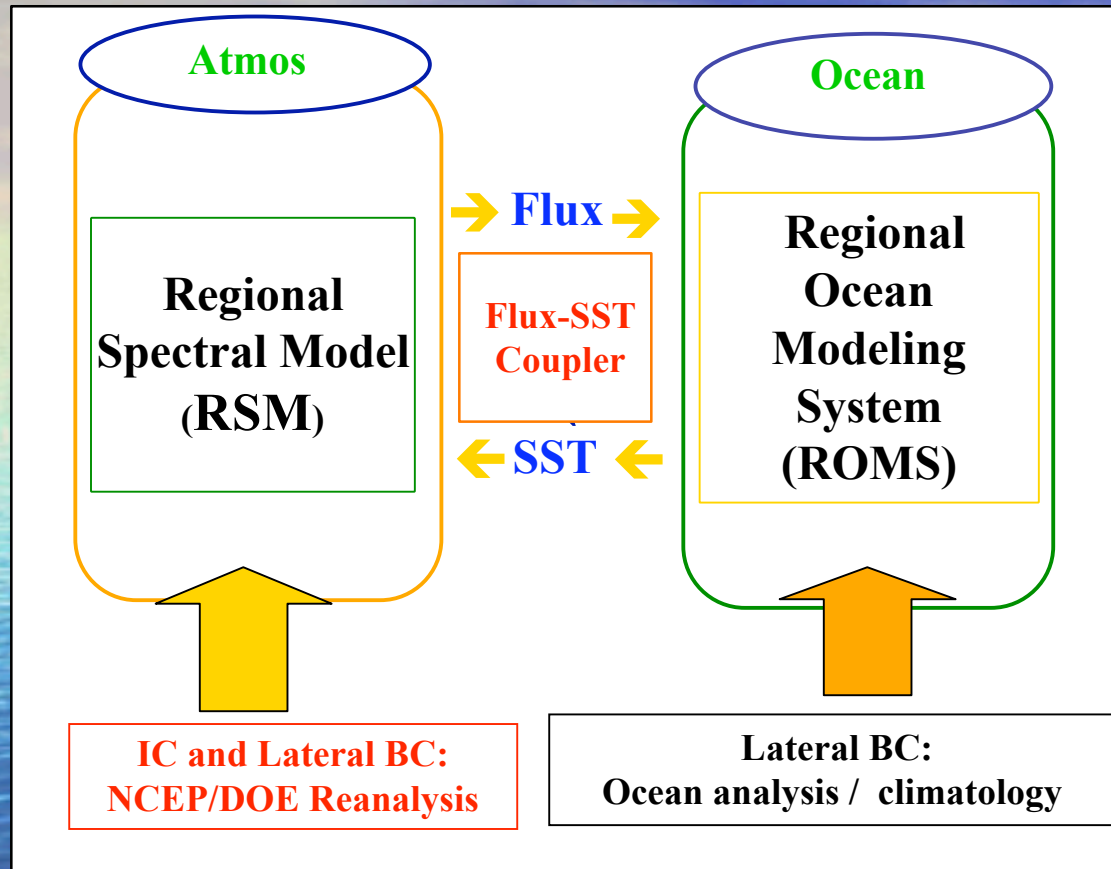 Atmos
Ocean
Flux
Regional
Spectral Model
(RSM)
Flux-SST
Coupler
Regional
Ocean
Modeling
System
(ROMS)
SST
IC and Lateral BC:
NCEP/DOE Reanalysis
Lateral BC:
Ocean analysis / climatology